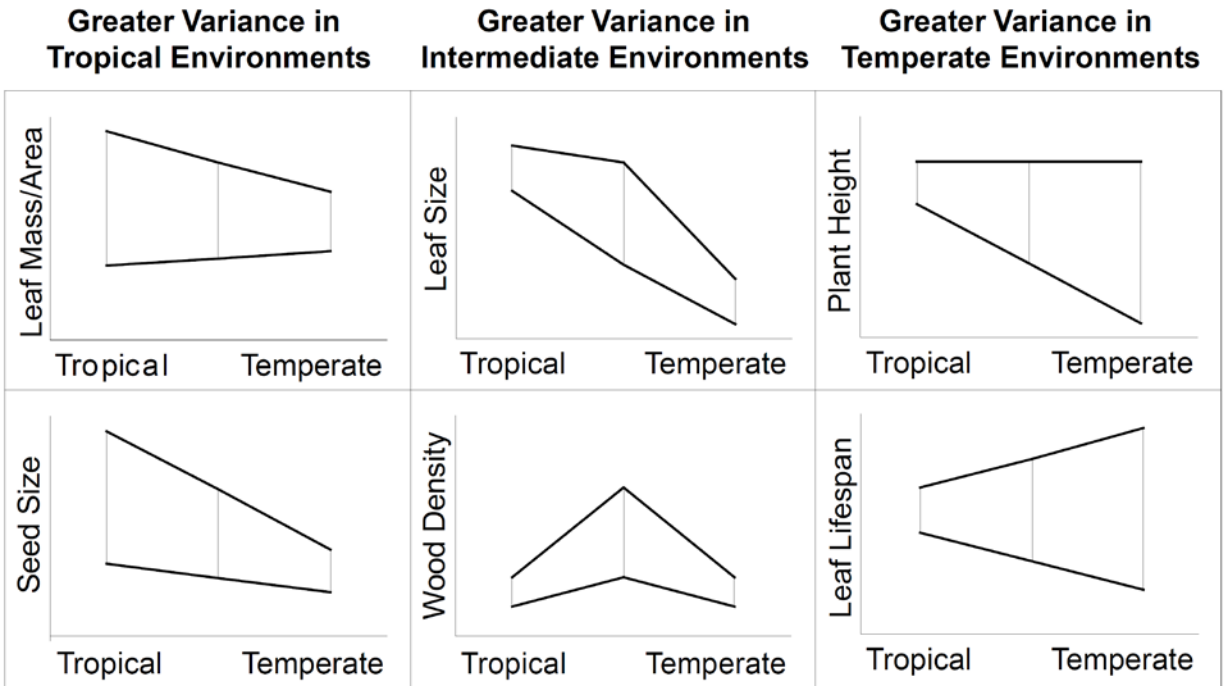 Greater Variance in
Tropical Environments
Greater Variance in
Intermediate Environments
Greater Variance in
Temperate Environments
Leaf Mass/Area
Tropical
Temperate
Leaf Size
Tropical
Temperate
Plant Height
Tropical
Temperate
Seed Size
Tropical
Temperate
Wood Density
Tropical
Temperate
Leaf Lifespan
Tropical
Temperate